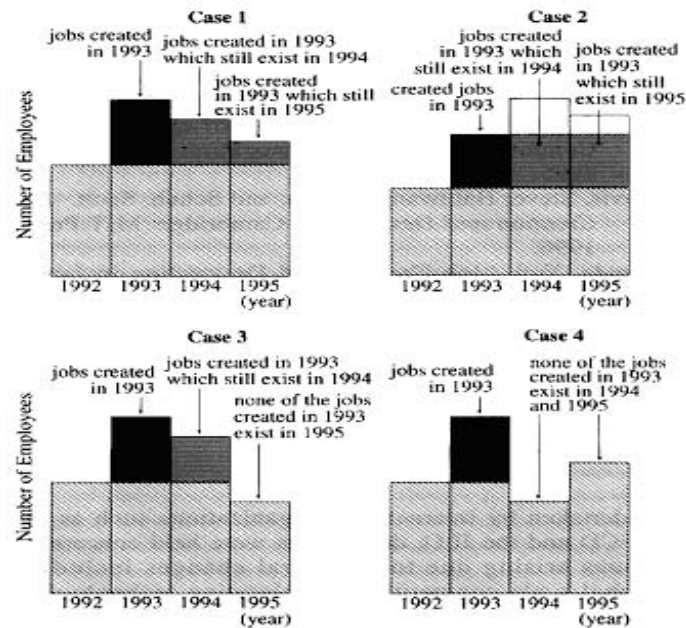 Case 1
jobs created
in 1993
jobs created in 1993
which still exist in 1994
jobs created
in 1993 which still
exist in 1995
Number of Employees
1992 1993 1994 1995
(year)
Case 2
jobs created
in 1993 which
still exist in 1994
created jobs
in 1993
jobs created
in 1993
which still
exist in 1995
1992 1993 1994 1995
(year)
Case 3
jobs created
in 1993
jobs created in 1993
which still exist in 1994
none of the jobs
created in 1993
exist in 1995
Number of Employees
1992 1993 1994 1995
(year)
Case 4
jobs created
in 1993
none of the jobs
created in 1993
exist in 1994
and 1995
1992 1993 1994 1995
(year)